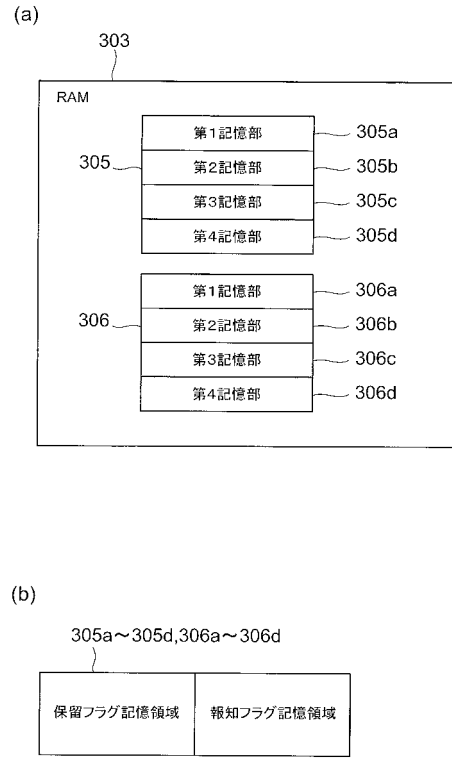 (a)
303
RAM
第1記憶部 305a
305 第2記憶部 305b
第3記憶部 305c
第4記憶部 305d
第1記憶部 306a
306 第2記憶部 306b
第3記憶部 306c
第4記憶部 306d
(b)
305a〜305d,306a〜306d
保留フラグ記憶領域 報知フラグ記憶領域